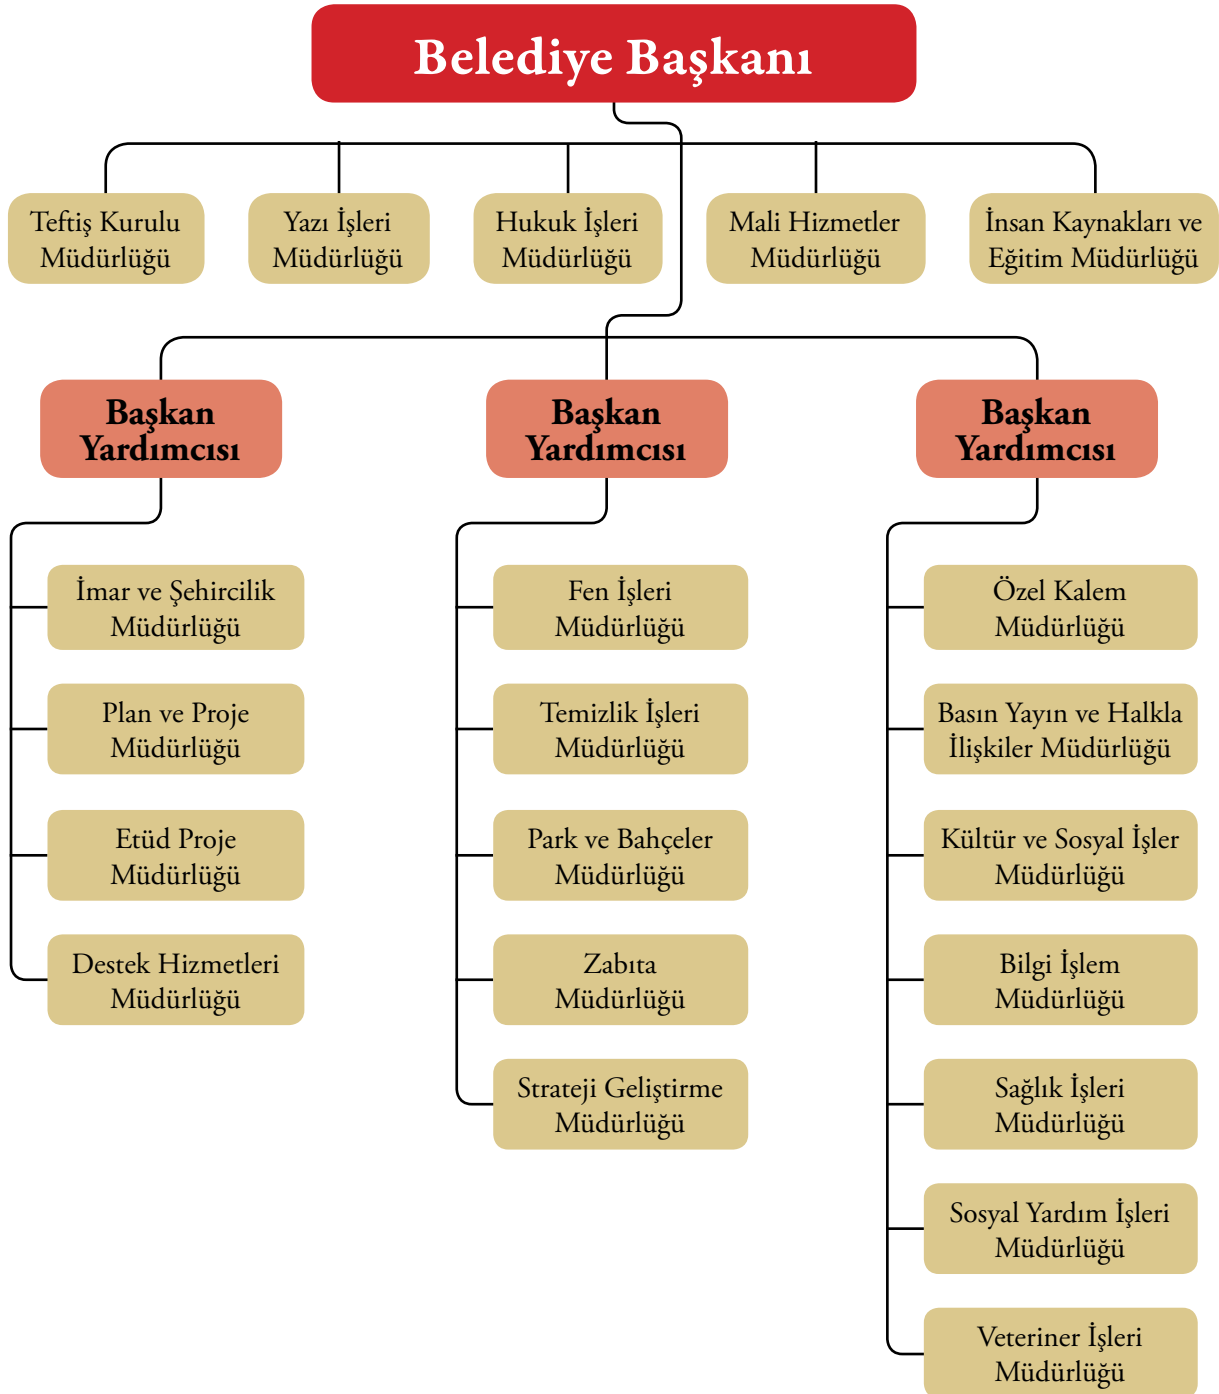 Belediye Başkanı
Teftiş Kurulu
Müdürlüğü
Yazı İşleri
Müdürlüğü
Hukuk İşleri
Müdürlüğü
Mali Hizmetler
Müdürlüğü
İnsan Kaynakları ve
Eğitim Müdürlüğü
Başkan
Yardımcısı
İmar ve Şehircilik
Müdürlüğü
Plan ve Proje
Müdürlüğü
Etüd Proje
Müdürlüğü
Destek Hizmetleri
Müdürlüğü
Başkan
Yardımcısı
Fen İşleri
Müdürlüğü
Temizlik İşleri
Müdürlüğü
Park ve Bahçeler
Müdürlüğü
Zabıta
Müdürlüğü
Strateji Geliştirme
Müdürlüğü
Başkan
Yardımcısı
Özel Kalem
Müdürlüğü
Basın Yayın ve Halkla
İlişkiler Müdürlüğü
Kültür ve Sosyal İşler
Müdürlüğü
Bilgi İşlem
Müdürlüğü
Sağlık İşleri
Müdürlüğü
Sosyal Yardım İşleri
Müdürlüğü
Veteriner İşleri
Müdürlüğü